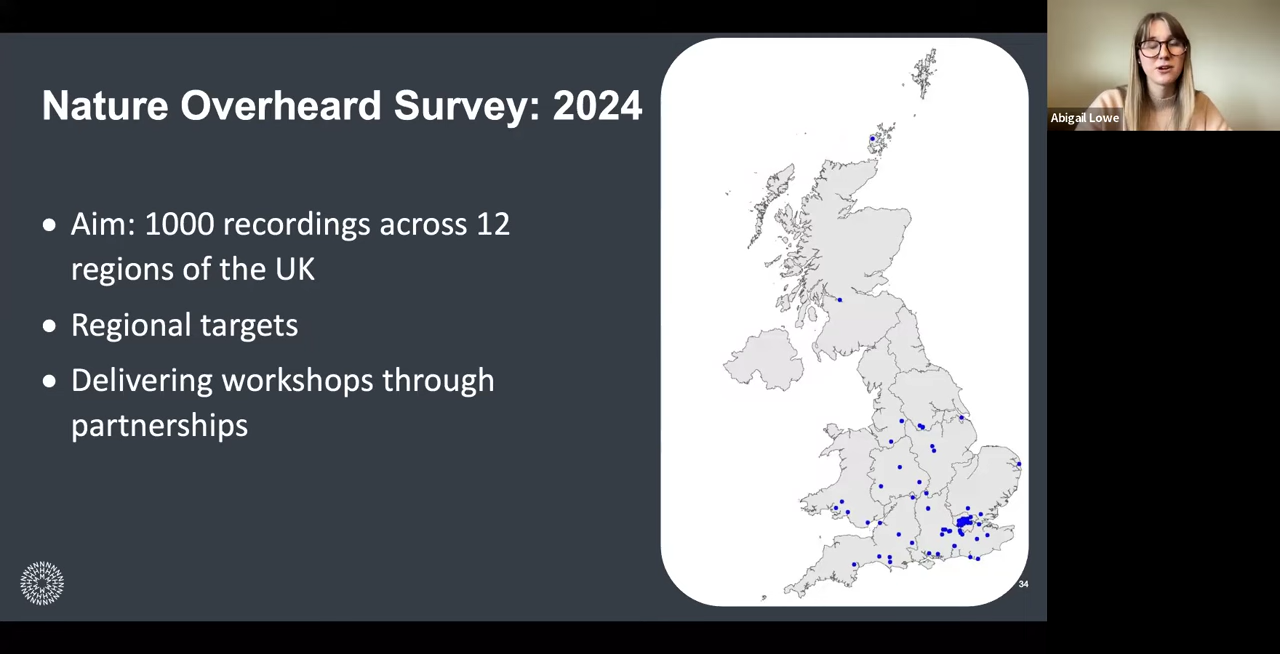 Nature Overheard Survey: 2024
• Aim: 1000 recordings across 12
regions of the UK
• Regional targets
• Delivering workshops through
partnerships
34
Abigail Lowe